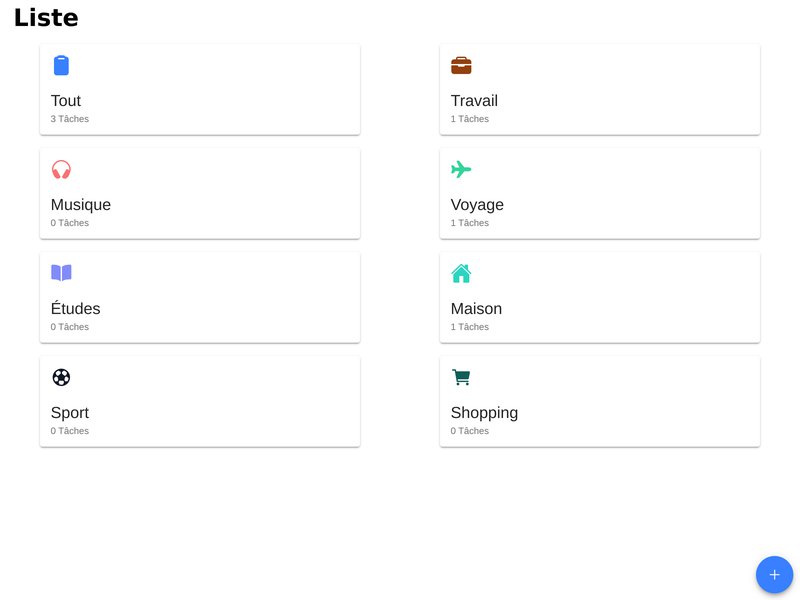 Liste
Tout
3 Tâches
Travail
1 Tâches
Musique
0 Tâches
Voyage
1 Tâches
Études
0 Tâches
Maison
1 Tâches
Sport
0 Tâches
Shopping
0 Tâches